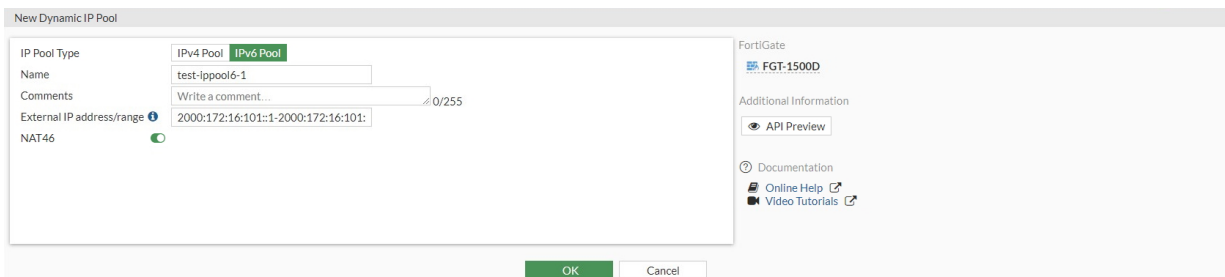 New Dynamic IP Pool
IP Pool Type IPv4 Pool IPv6 Pool
Name test-ippool6-1
Comments Write a comment... 0/255
External IP address/range 2000:172:16:101::1-2000:172:16:101:
NAT46
OK Cancel
FortiGate
FGT-1500D
Additional Information
API Preview
Documentation
Online Help
Video Tutorials